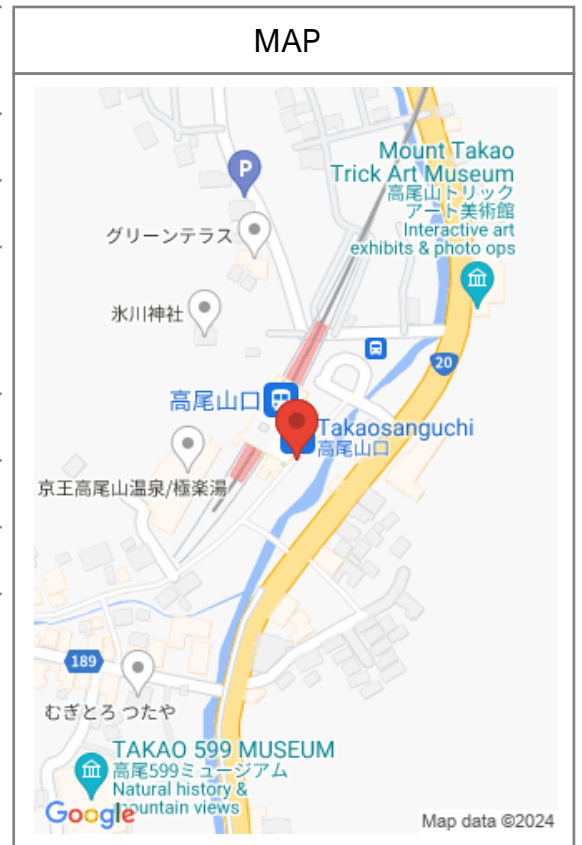 MAP
Mount Takao
Trick Art Museum
高尾山トリック
アート美術館
Interactive art
exhibits & photo ops
P
グリーンテラス
氷川神社
20
高尾山口
Takaosanguchi
高尾山口
京王高尾山温泉/極楽湯
189
むぎとろ つたや
TAKAO 599 MUSEUM
高尾599ミュージアム
Natural history &
mountain views
Google
Map data ©2024